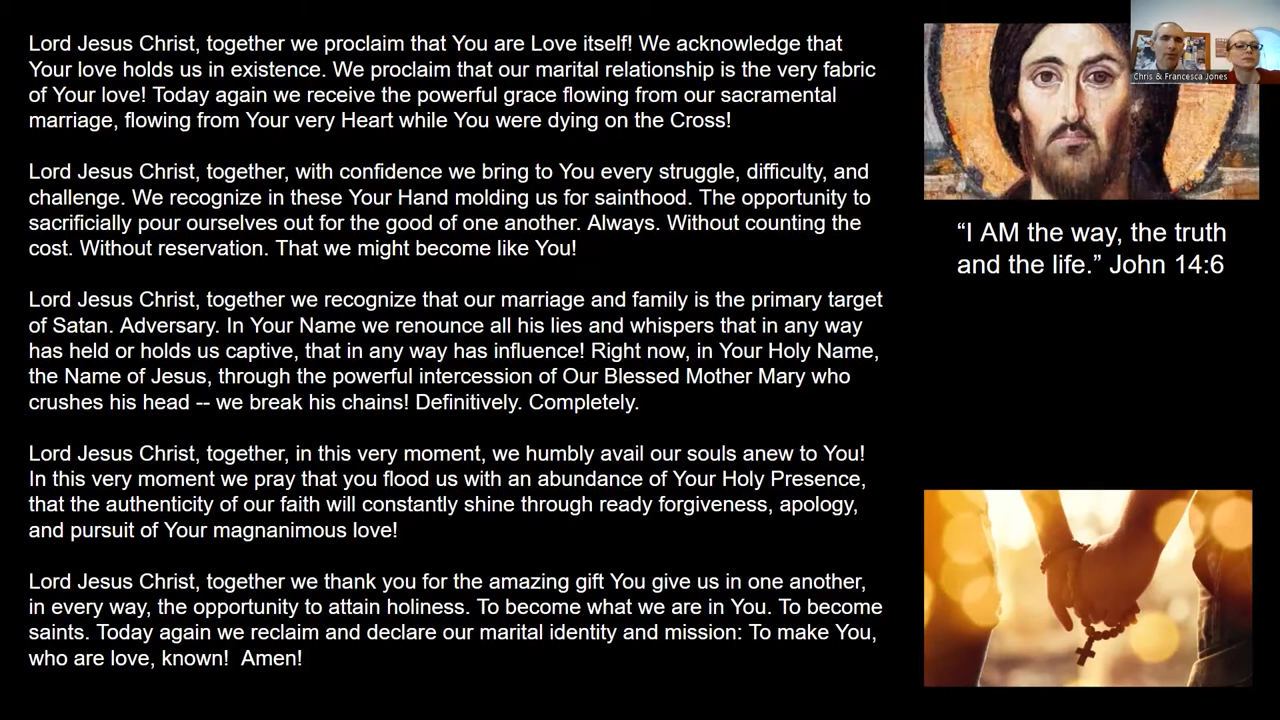 Lord Jesus Christ, together we proclaim that You are Love itself! We acknowledge that
Your love holds us in existence. We proclaim that our marital relationship is the very fabric
of Your love! Today again we receive the powerful grace flowing from our sacramental
marriage, flowing from Your very Heart while You were dying on the Cross!
Lord Jesus Christ, together, with confidence we bring to You every struggle, difficulty, and
challenge. We recognize in these Your Hand molding us for sainthood. The opportunity to
sacrificially pour ourselves out for the good of one another. Always. Without counting the
cost. Without reservation. That we might become like You!
Lord Jesus Christ, together we recognize that our marriage and family is the primary target
of Satan. Adversary. In Your Name we renounce all his lies and whispers that in any way
has held or holds us captive, that in any way has influence! Right now, in Your Holy Name,
the Name of Jesus, through the powerful intercession of Our Blessed Mother Mary who
crushes his head -- we break his chains! Definitively. Completely.
Lord Jesus Christ, together, in this very moment, we humbly avail our souls anew to You!
In this very moment we pray that you flood us with an abundance of Your Holy Presence,
that the authenticity of our faith will constantly shine through ready forgiveness, apology,
and pursuit of Your magnanimous love!
Lord Jesus Christ, together we thank you for the amazing gift You give us in one another,
in every way, the opportunity to attain holiness. To become what we are in You. To become
saints. Today again we reclaim and declare our marital identity and mission: To make You,
who are love, known!  Amen!
Chris & Francesca Jones
“I AM the way, the truth
and the life.” John 14:6